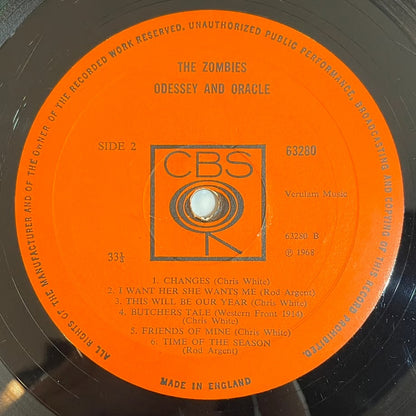 ALL RIGHTS OF THE MANUFACTURER AND OF THE OWNER OF THE RECORDED WORK RESERVED. UNAUTHORIZED PUBLIC PERFORMANCE, BROADCASTING AND COPYING OF THIS RECORD PROHIBITED.
THE ZOMBIES
ODESSEY AND ORACLE
SIDE 2
CBS
63280
Verulam Music
63280 B
℗ 1968
33⅓
1. CHANGES (Chris White)
2. I WANT HER SHE WANTS ME (Rod Argent)
3. THIS WILL BE OUR YEAR (Chris White)
4. BUTCHERS TALE (Western Front 1914)
(Chris White)
5. FRIENDS OF MINE (Chris White)
6: TIME OF THE SEASON
(Rod Argent)
MADE IN ENGLAND